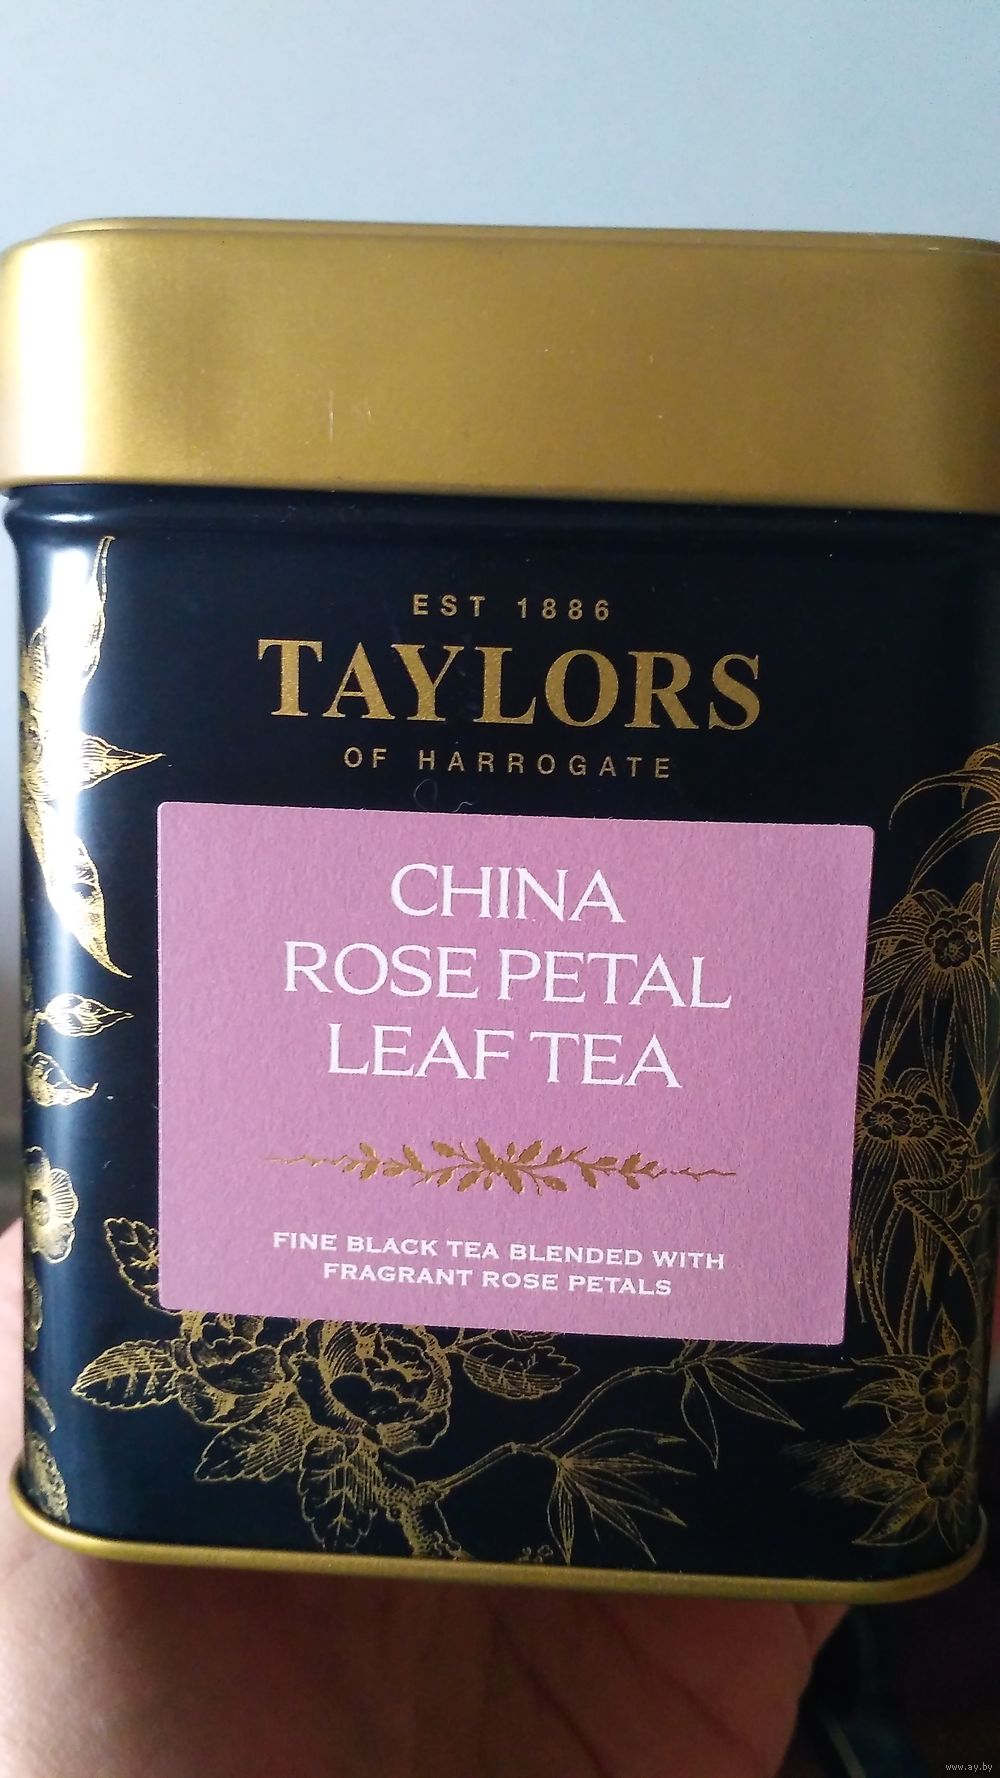 EST 1886
TAYLORS
OF HARROGATE
CHINA
ROSE PETAL
LEAF TEA
FINE BLACK TEA BLENDED WITH
FRAGRANT ROSE PETALS
www.ay.by